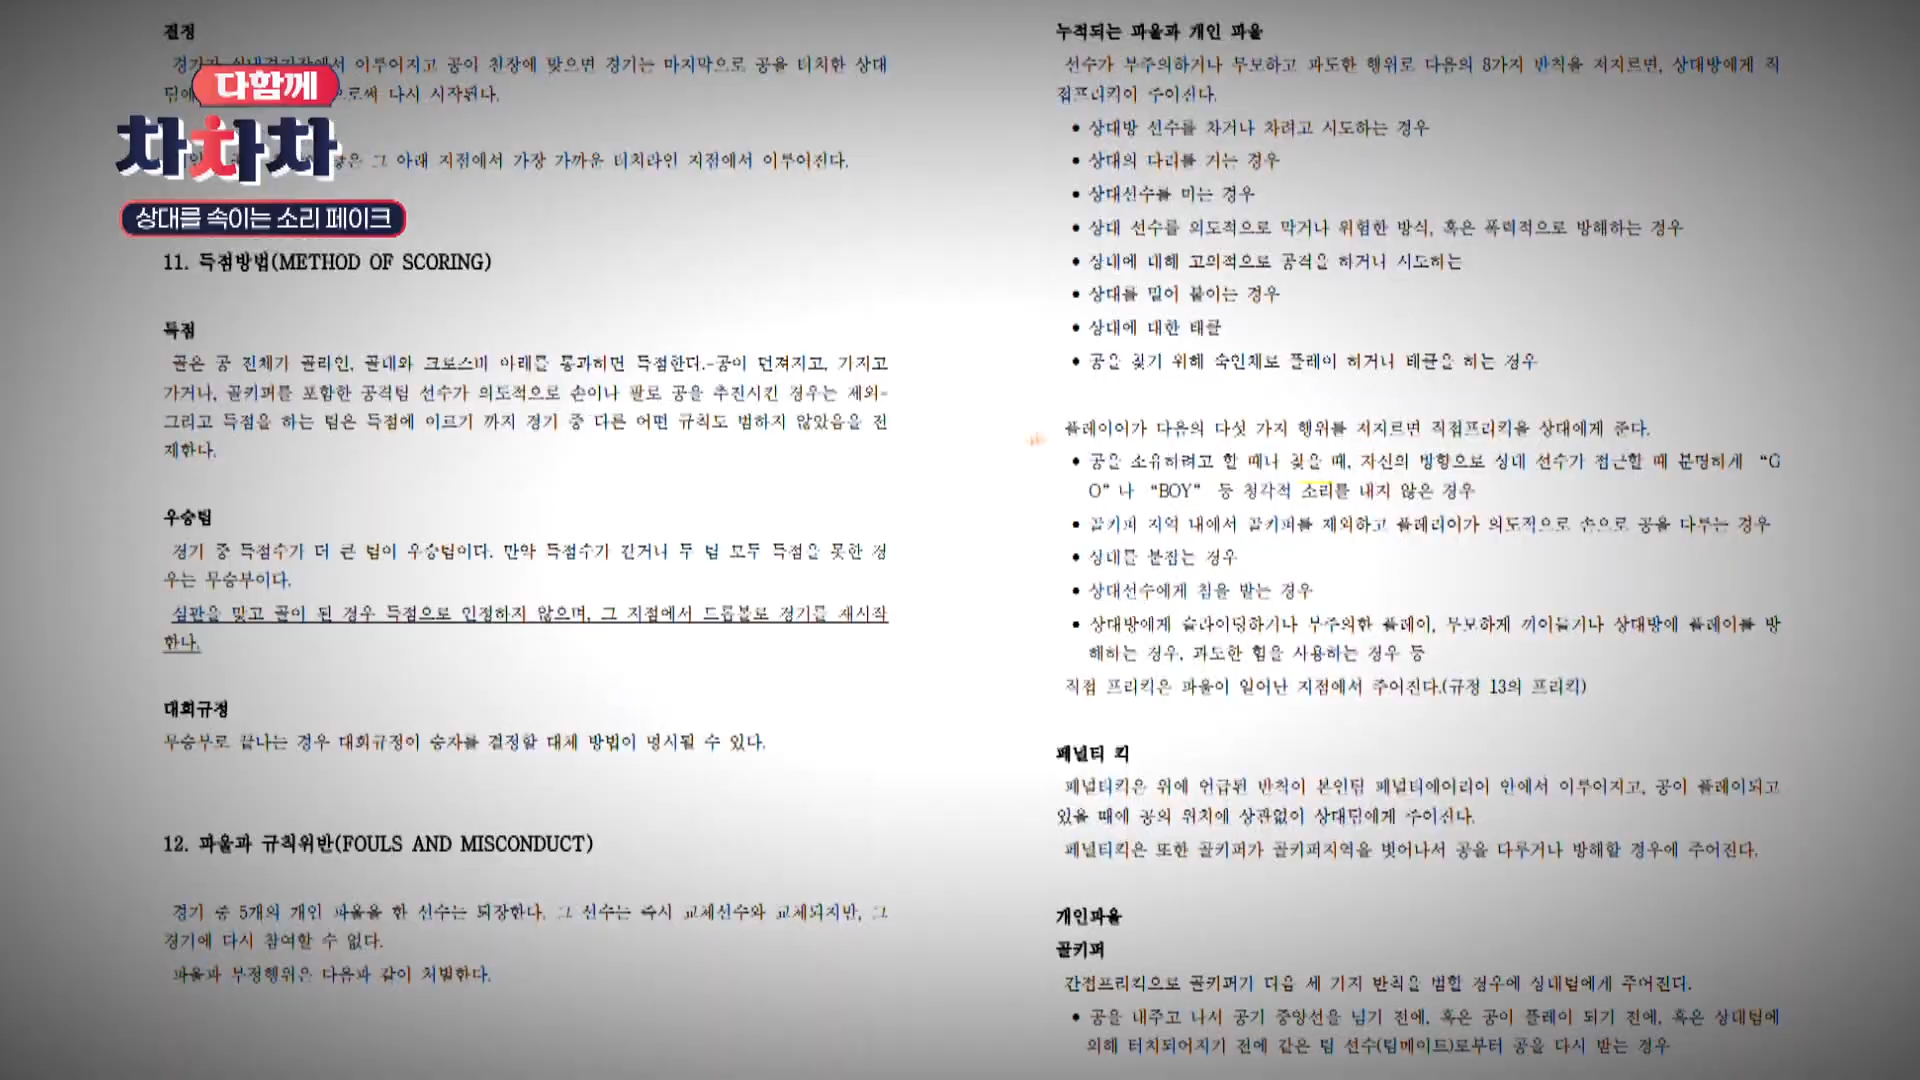 다함께
차차차
상대를 속이는 소리 페이크
결정
이루어지고 공이 천장에 맞으면 경기는 마지막으로 공을 터치한 상대
다시 시작된다.
그 아래 지점에서 가장 가까운 터치라인 지점에서 이루어진다.
11. 득점방법(METHOD OF SCORING)
득점
골은 공 전체가 골라인, 골대와 크로스바 아래를 통과하면 득점한다.-공이 던져지고, 가지고
가거나, 골키퍼를 포함한 공격팀 선수가 의도적으로 손이나 팔로 공을 추진시킨 경우는 제외-
그리고 득점을 하는 팀은 득점에 이르기 까지 경기 중 다른 어떤 규칙도 범하지 않았음을 전
제한다.
우승팀
경기 중 득점수가 더 큰 팀이 우승팀이다. 만약 득점수가 같거나 두 팀 모두 득점을 못한 경
우는 무승부이다.
심판을 맞고 골이 된 경우 득점으로 인정하지 않으며, 그 지점에서 드롭볼로 경기를 재시작
한다.
대회규정
무승부로 끝나는 경우 대회규정이 승자를 결정할 대체 방법이 명시될 수 있다.
12. 파울과 규칙위반(FOULS AND MISCONDUCT)
경기 중 5개의 개인 파울을 한 선수는 퇴장한다. 그 선수는 즉시 교체선수와 교체되지만, 그
경기에 다시 참여할 수 없다.
파울과 부정행위는 다음과 같이 처벌한다.
누적되는 파울과 개인 파울
선수가 부주의하거나 무모하고 과도한 행위로 다음의 8가지 반칙을 저지르면, 상대방에게 직
접프리킥이 주어진다.
• 상대방 선수를 차거나 차려고 시도하는 경우
• 상대의 다리를 거는 경우
• 상대선수를 미는 경우
• 상대 선수를 의도적으로 막거나 위험한 방식, 혹은 폭력적으로 방해하는 경우
• 상대에 대해 고의적으로 공격을 하거나 시도하는
• 상대를 밀어 붙이는 경우
• 상대에 대한 태클
• 공을 찾기 위해 숙인체로 플레이 하거나 태클을 하는 경우
플레이어가 다음의 다섯 가지 행위를 저지르면 직접프리킥을 상대에게 준다.
• 공을 소유하려고 할 때나 찾을 때, 자신의 방향으로 상대 선수가 접근할 때 분명하게 “G
O”나 “BOY” 등 청각적 소리를 내지 않은 경우
• 골키퍼 지역 내에서 골키퍼를 제외하고 플레리어가 의도적으로 손으로 공을 다루는 경우
• 상대를 붙잡는 경우
• 상대선수에게 침을 뱉는 경우
• 상대방에게 슬라이딩하거나 부주의한 플레이, 무모하게 끼어들거나 상대방에 플레이를 방
해하는 경우, 과도한 힘을 사용하는 경우 등
직접 프리킥은 파울이 일어난 지점에서 주어진다.(규정 13의 프리킥)
페널티 킥
페널티킥은 위에 언급된 반칙이 본인팀 페널티에어리어 안에서 이루어지고, 공이 플레이되고
있을 때에 공의 위치에 상관없이 상대팀에게 주어진다.
페널티킥은 또한 골키퍼가 골키퍼지역을 벗어나서 공을 다루거나 방해할 경우에 주어진다.
개인파울
골키퍼
간접프리킥으로 골키퍼가 다음 세 가지 반칙을 범할 경우에 상대팀에게 주어진다.
• 공을 내주고 나서 공기 중앙선을 넘기 전에, 혹은 공이 플레이 되기 전에, 혹은 상대팀에
의해 터치되어지기 전에 같은 팀 선수(팀메이트)로부터 공을 다시 받는 경우